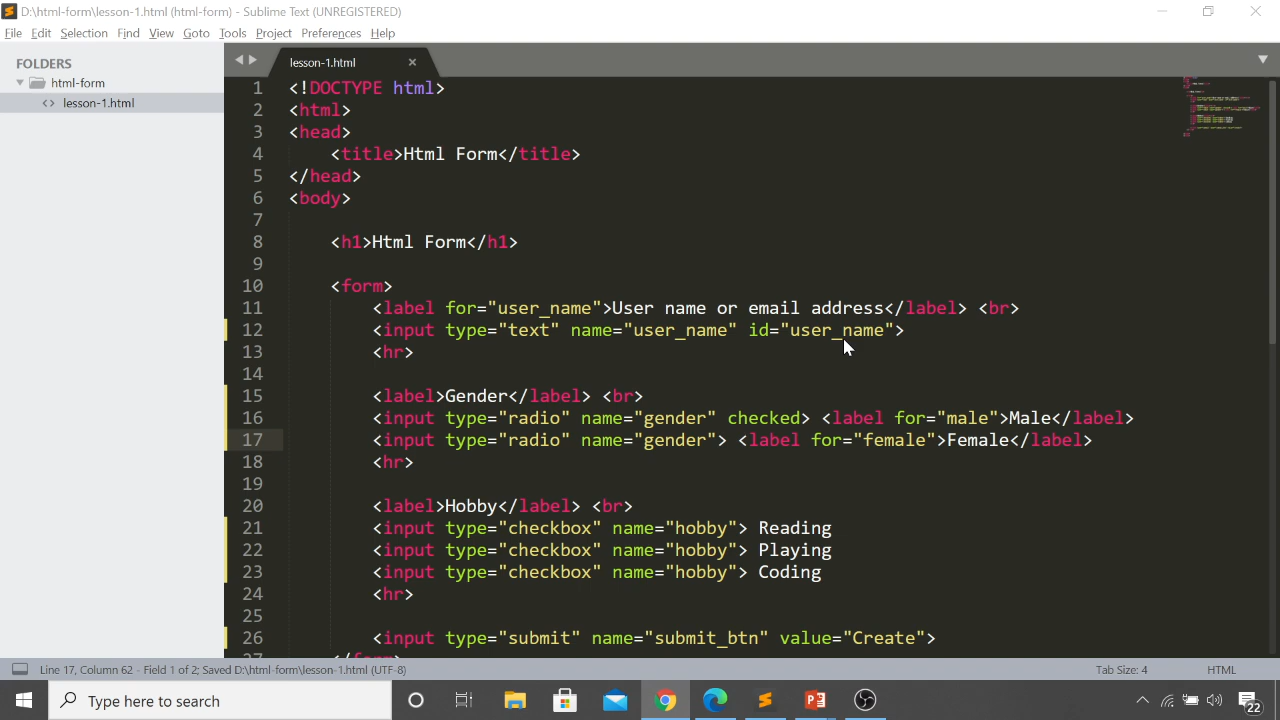 D:\html-form\lesson-1.html (html-form) - Sublime Text (UNREGISTERED)
File Edit Selection Find View Goto Tools Project Preferences Help
FOLDERS
html-form
lesson-1.html
lesson-1.html
1 <!DOCTYPE html>
2 <html>
3 <head>
4 <title>Html Form</title>
5 </head>
6 <body>
7
8 <h1>Html Form</h1>
9
10 <form>
11 <label for="user_name">User name or email address</label> <br>
12 <input type="text" name="user_name" id="user_name">
13 <hr>
14
15 <label>Gender</label> <br>
16 <input type="radio" name="gender" checked> <label for="male">Male</label>
17 <input type="radio" name="gender"> <label for="female">Female</label>
18 <hr>
19
20 <label>Hobby</label> <br>
21 <input type="checkbox" name="hobby"> Reading
22 <input type="checkbox" name="hobby"> Playing
23 <input type="checkbox" name="hobby"> Coding
24 <hr>
25
26 <input type="submit" name="submit_btn" value="Create">
27 </form>
Line 17, Column 62 - Field 1 of 2; Saved D:\html-form\lesson-1.html (UTF-8)
Tab Size: 4
HTML
Type here to search
22